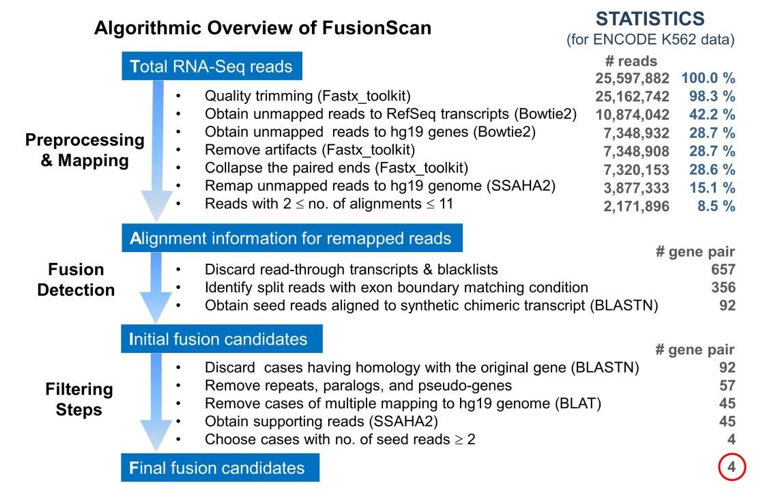 Algorithmic Overview of FusionScan
STATISTICS
(for ENCODE K562 data)
Total RNA-Seq reads
# reads
25,597,882 100.0 %
Preprocessing
& Mapping
• Quality trimming (Fastx_toolkit) 25,162,742 98.3 %
• Obtain unmapped reads to RefSeq transcripts (Bowtie2) 10,874,042 42.2 %
• Obtain unmapped  reads to hg19 genes (Bowtie2) 7,348,932 28.7 %
• Remove artifacts (Fastx_toolkit) 7,348,908 28.7 %
• Collapse the paired ends (Fastx_toolkit) 7,320,153 28.6 %
• Remap unmapped reads to hg19 genome (SSAHA2) 3,877,333 15.1 %
• Reads with 2 ≤ no. of alignments ≤ 11 2,171,896 8.5 %
Alignment information for remapped reads
# gene pair
Fusion
Detection
• Discard read-through transcripts & blacklists 657
• Identify split reads with exon boundary matching condition 356
• Obtain seed reads aligned to synthetic chimeric transcript (BLASTN) 92
Initial fusion candidates
# gene pair
Filtering
Steps
• Discard  cases having homology with the original gene (BLASTN) 92
• Remove repeats, paralogs, and pseudo-genes 57
• Remove cases of multiple mapping to hg19 genome (BLAT) 45
• Obtain supporting reads (SSAHA2) 45
• Choose cases with no. of seed reads ≥ 2 4
Final fusion candidates 4